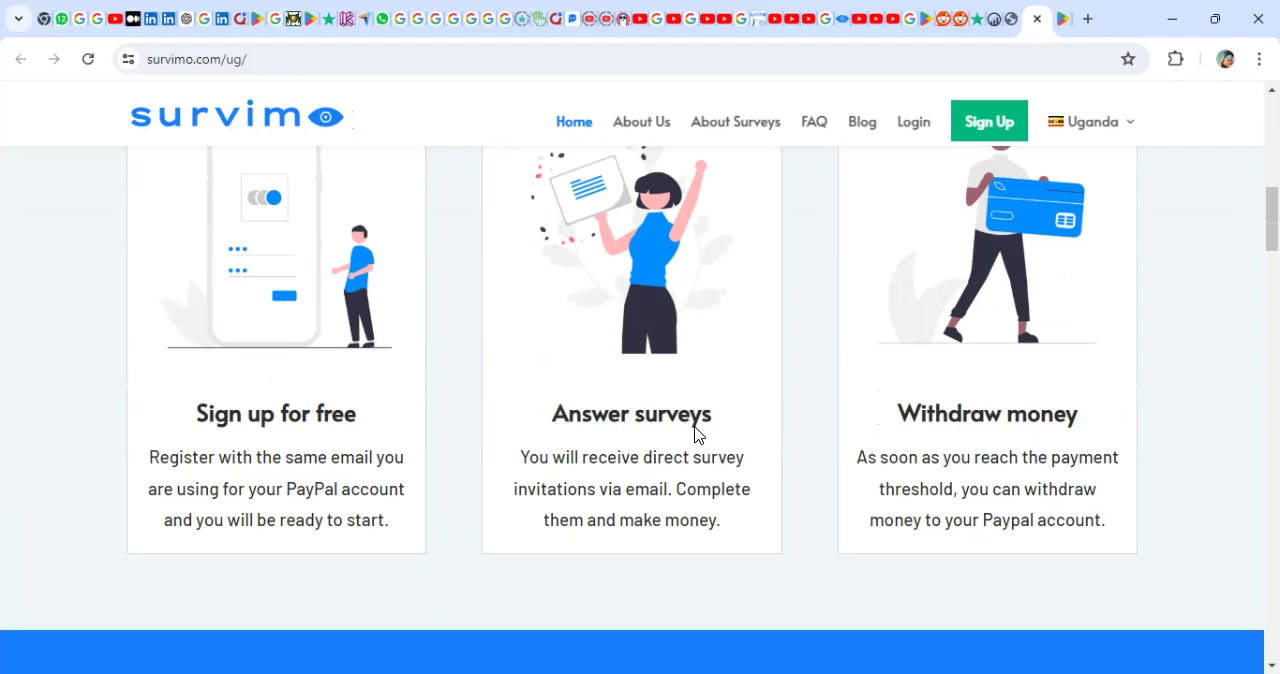 survimo.com/ug/
survimo
Home About Us About Surveys FAQ Blog Login Sign Up Uganda
Sign up for free
Register with the same email you
are using for your PayPal account
and you will be ready to start.
Answer surveys
You will receive direct survey
invitations via email. Complete
them and make money.
Withdraw money
As soon as you reach the payment
threshold, you can withdraw
money to your Paypal account.